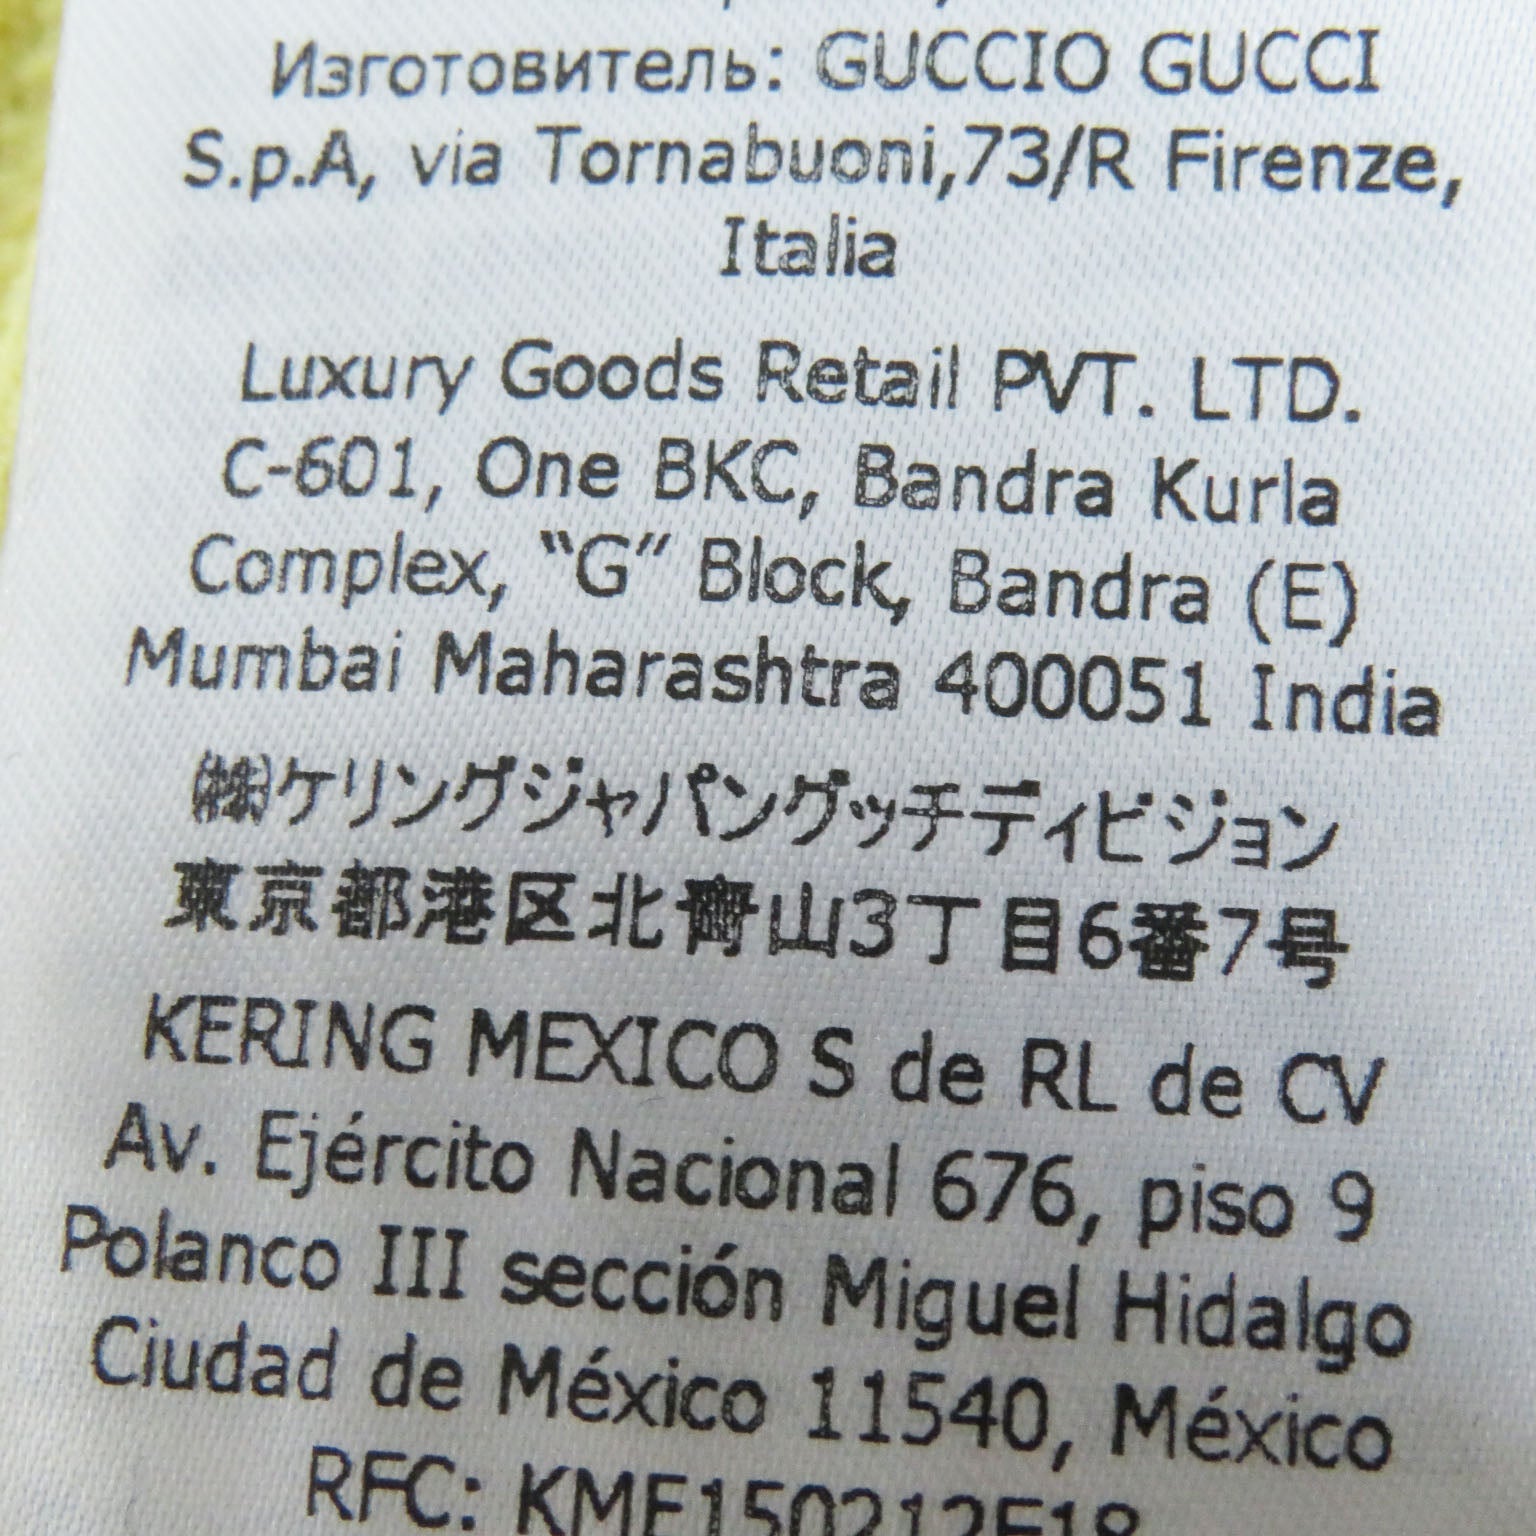 Изготовитель: GUCCIO GUCCI
S.p.A, via Tornabuoni,73/R Firenze,
Italia
Luxury Goods Retail PVT. LTD.
C-601, One BKC, Bandra Kurla
Complex, “G” Block, Bandra (E)
Mumbai Maharashtra 400051 India
㈱ケリングジャパングッチディビジョン
東京都港区北青山3丁目6番7号
KERING MEXICO S de RL de CV
Av. Ejército Nacional 676, piso 9
Polanco III sección Miguel Hidalgo
Ciudad de México 11540, México
RFC: